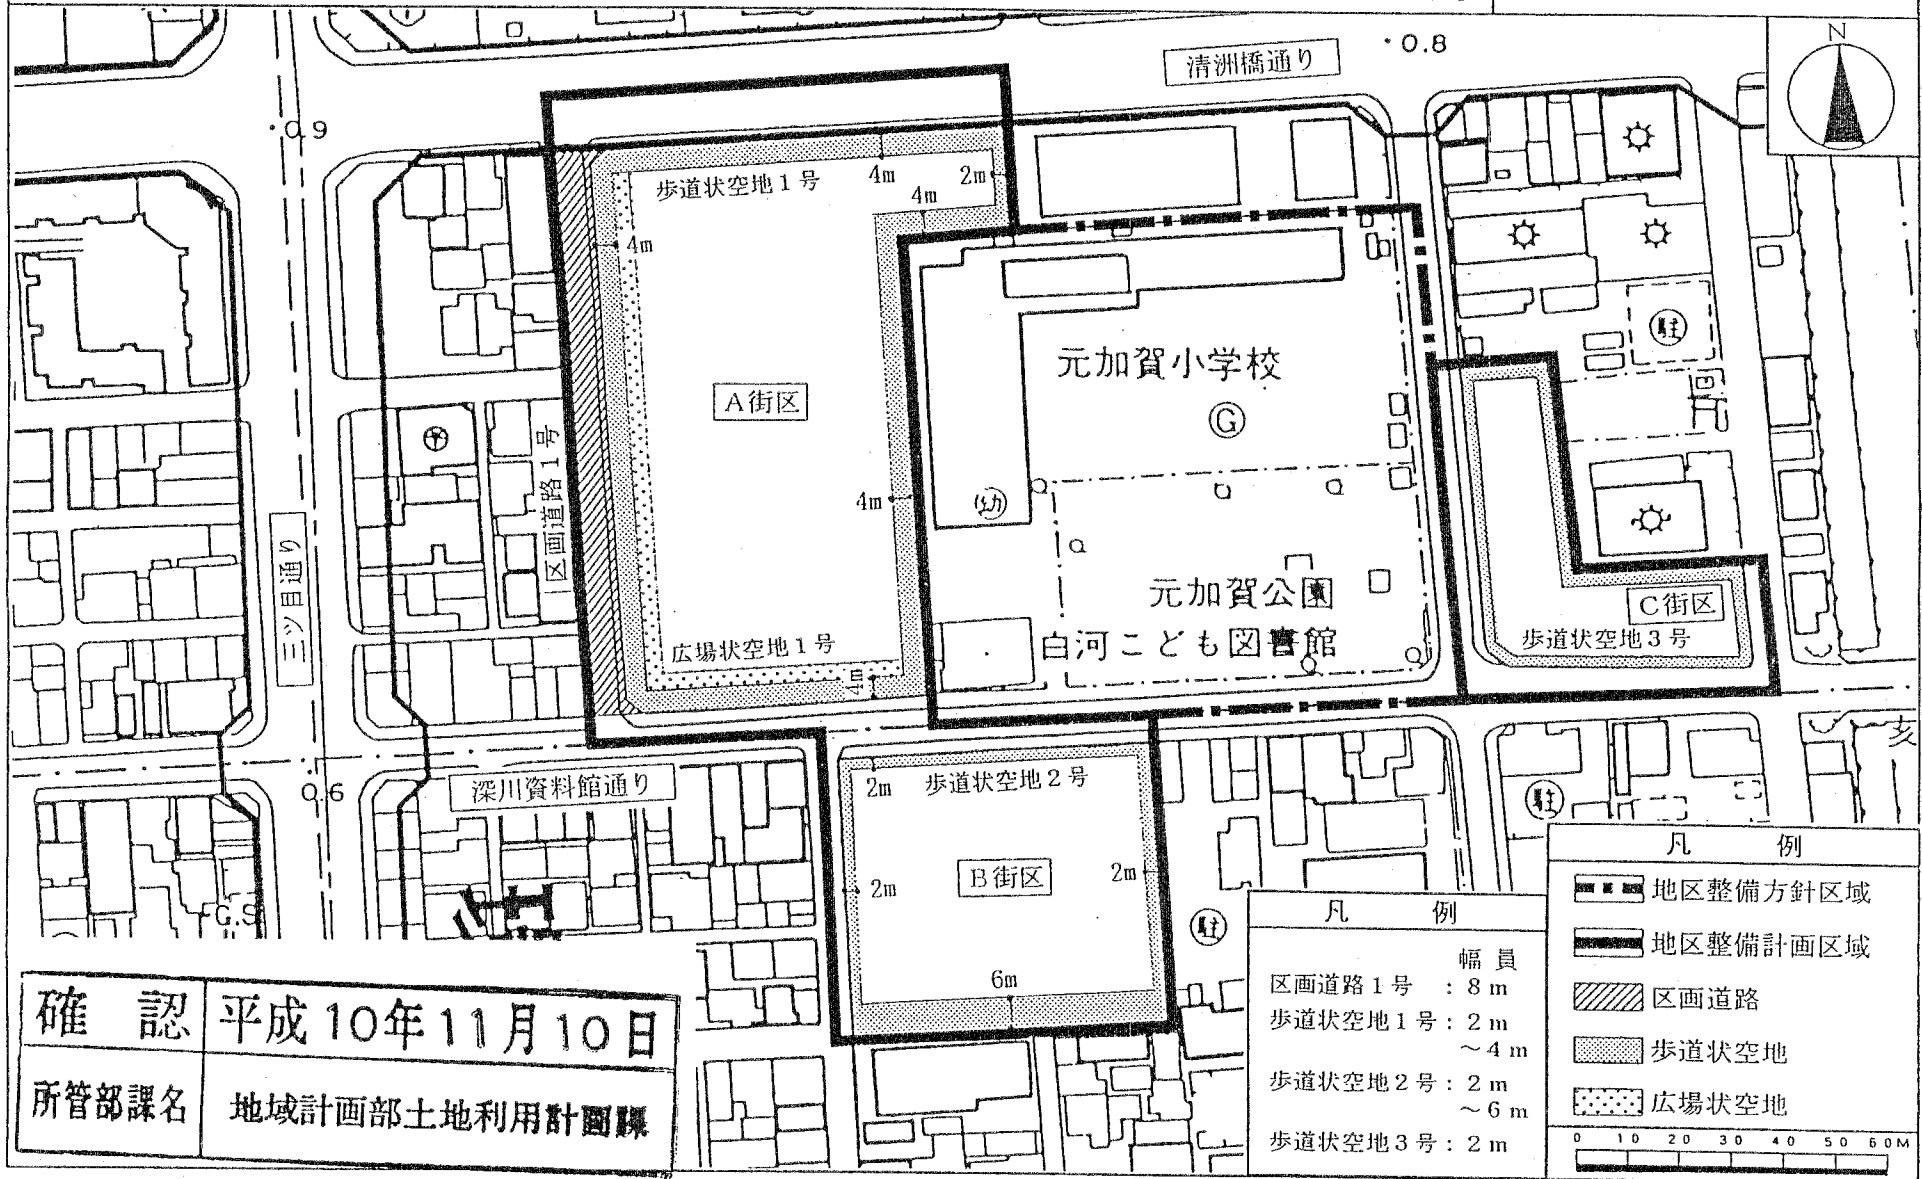 清洲橋通り
0.8
N
0.9
歩道状空地1号
4m
2m
4m
4m
元加賀小学校
G
駐
A街区
区画道路1号
4m
幼
三ツ目通り
元加賀公園
C街区
白河こども図書館
歩道状空地3号
広場状空地1号
4m
0.6
深川資料館通り
2m
歩道状空地2号
駐
2m
B街区
2m
駐
6m
G.S
凡 例
地区整備方針区域
地区整備計画区域
区画道路
歩道状空地
広場状空地
0 10 20 30 40 50 60M
凡 例
幅員
区画道路1号 : 8m
歩道状空地1号 : 2m
~4m
歩道状空地2号 : 2m
~6m
歩道状空地3号 : 2m
確 認 平成10年11月10日
所管部課名 地域計画部土地利用計画課